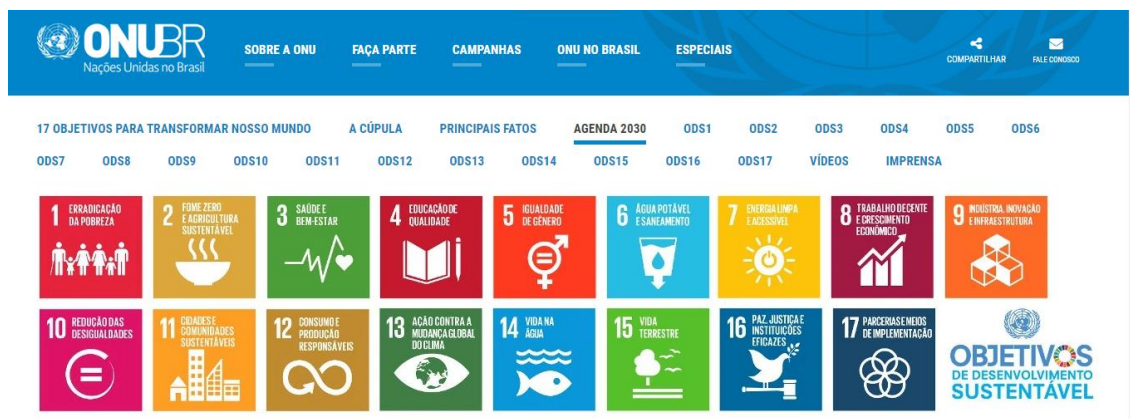 ONUBR
Nações Unidas no Brasil
SOBRE A ONU FAÇA PARTE CAMPANHAS ONU NO BRASIL ESPECIAIS
COMPARTILHAR FALE CONOSCO
17 OBJETIVOS PARA TRANSFORMAR NOSSO MUNDO A CÚPULA PRINCIPAIS FATOS AGENDA 2030 ODS1 ODS2 ODS3 ODS4 ODS5 ODS6
ODS7 ODS8 ODS9 ODS10 ODS11 ODS12 ODS13 ODS14 ODS15 ODS16 ODS17 VÍDEOS IMPRENSA
1 ERRADICAÇÃO
DA POBREZA
2 FOME ZERO
E AGRICULTURA
SUSTENTÁVEL
3 SAÚDE E
BEM-ESTAR
4 EDUCAÇÃO DE
QUALIDADE
5 IGUALDADE
DE GÊNERO
6 ÁGUA POTÁVEL
E SANEAMENTO
7 ENERGIA LIMPA
E ACESSÍVEL
8 TRABALHO DECENTE
E CRESCIMENTO
ECONÔMICO
9 INDÚSTRIA, INOVAÇÃO
E INFRAESTRUTURA
10 REDUÇÃO DAS
DESIGUALDADES
11 CIDADES E
COMUNIDADES
SUSTENTÁVEIS
12 CONSUMO E
PRODUÇÃO
RESPONSÁVEIS
13 AÇÃO CONTRA A
MUDANÇA GLOBAL
DO CLIMA
14 VIDA NA
ÁGUA
15 VIDA
TERRESTRE
16 PAZ, JUSTIÇA E
INSTITUIÇÕES
EFICAZES
17 PARCERIAS E MEIOS
DE IMPLEMENTAÇÃO
OBJETIVOS
DE DESENVOLVIMENTO
SUSTENTÁVEL